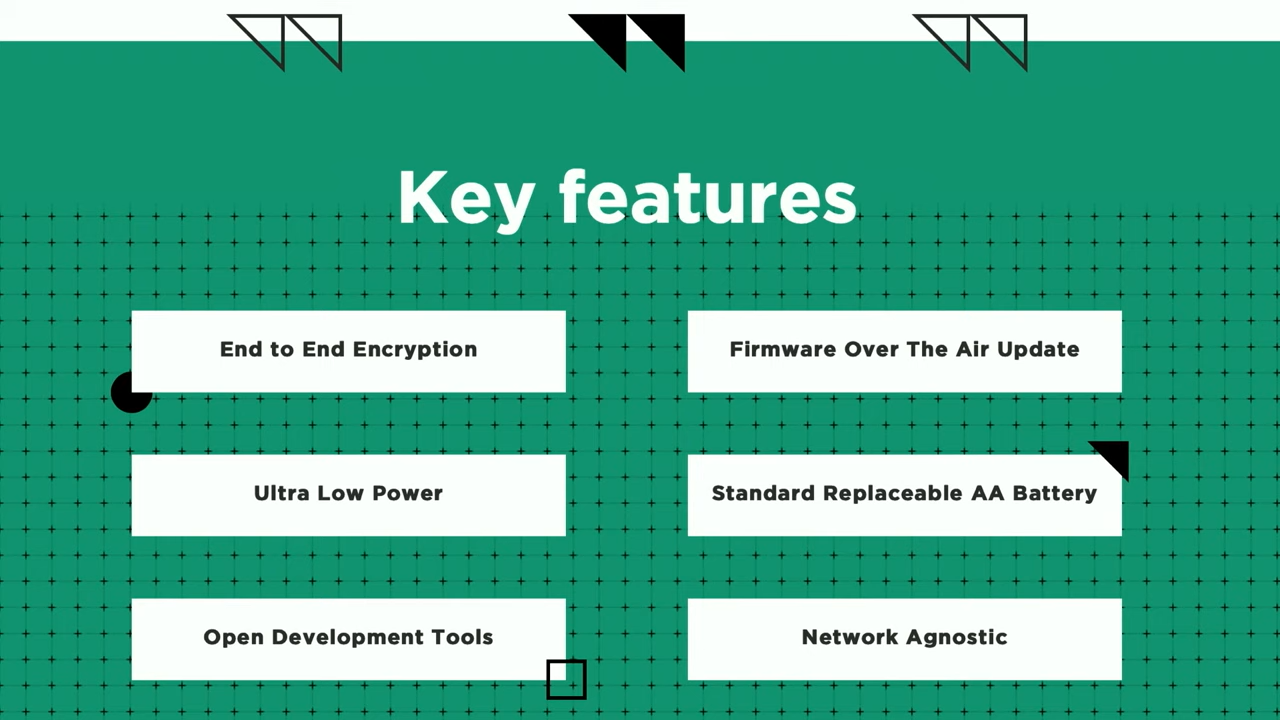 Key features
End to End Encryption
Firmware Over The Air Update
Ultra Low Power
Standard Replaceable AA Battery
Open Development Tools
Network Agnostic